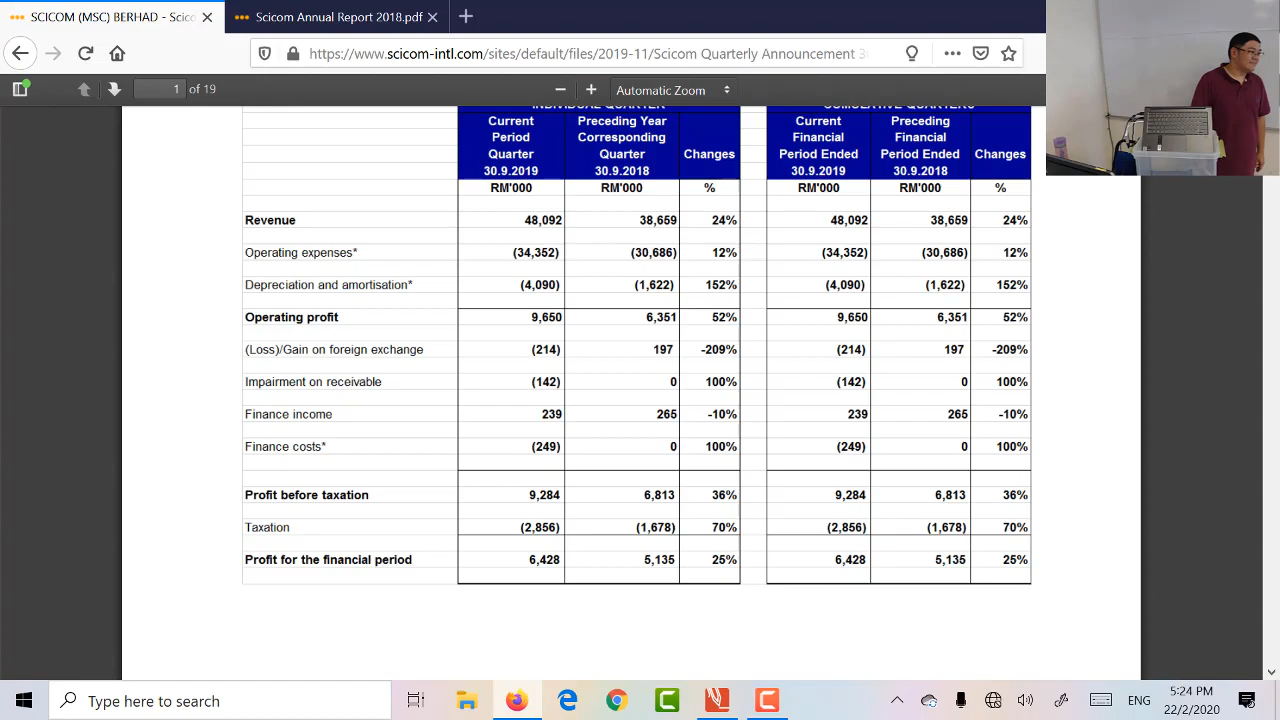 SCICOM (MSC) BERHAD - Scico
Scicom Annual Report 2018.pdf
https://www.scicom-intl.com/sites/default/files/2019-11/Scicom Quarterly Announcement 3
1 of 19
Automatic Zoom
INDIVIDUAL QUARTER CUMULATIVE QUARTERS
Current Period Quarter 30.9.2019 Preceding Year Corresponding Quarter 30.9.2018 Changes Current Financial Period Ended 30.9.2019 Preceding Financial Period Ended 30.9.2018 Changes
RM'000 RM'000 % RM'000 RM'000 %
Revenue 48,092 38,659 24% 48,092 38,659 24%
Operating expenses* (34,352) (30,686) 12% (34,352) (30,686) 12%
Depreciation and amortisation* (4,090) (1,622) 152% (4,090) (1,622) 152%
Operating profit 9,650 6,351 52% 9,650 6,351 52%
(Loss)/Gain on foreign exchange (214) 197 -209% (214) 197 -209%
Impairment on receivable (142) 0 100% (142) 0 100%
Finance income 239 265 -10% 239 265 -10%
Finance costs* (249) 0 100% (249) 0 100%
Profit before taxation 9,284 6,813 36% 9,284 6,813 36%
Taxation (2,856) (1,678) 70% (2,856) (1,678) 70%
Profit for the financial period 6,428 5,135 25% 6,428 5,135 25%
Type here to search
ENG
5:24 PM
22/2/2020